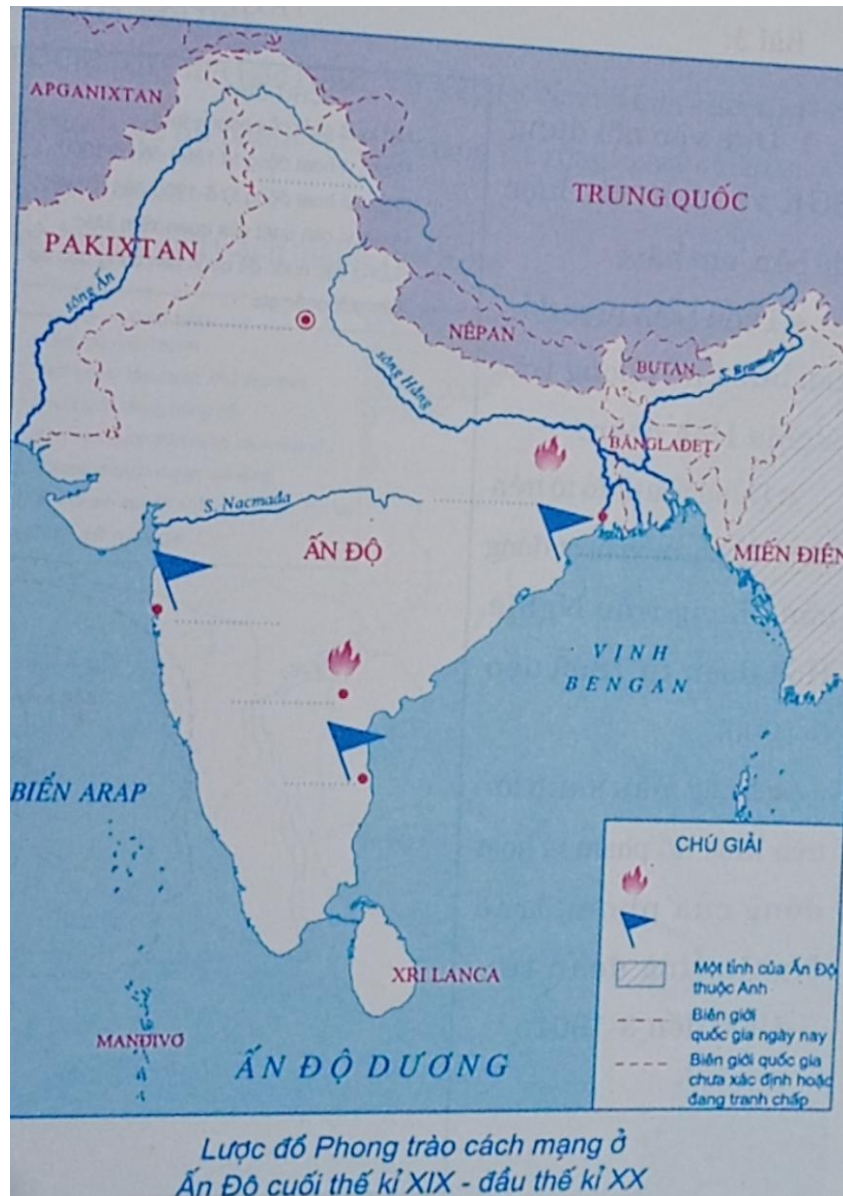 APGANIXTAN
TRUNG QUỐC
PAKIXTAN
sông Ấn
NÊPAN
BUTAN
sông Hằng
BĂNGLAĐET
S. Nacmada
ẤN ĐỘ
MIẾN ĐIỆN
VỊNH
BENGAN
BIỂN ARAP
XRI LANCA
MANĐIVƠ
ẤN ĐỘ DƯƠNG
CHÚ GIẢI
Một tỉnh của Ấn Độ
thuộc Anh
Biên giới
quốc gia ngày nay
Biên giới quốc gia
chưa xác định hoặc
đang tranh chấp
Lược đồ Phong trào cách mạng ở
Ấn Độ cuối thế kỉ XIX - đầu thế kỉ XX